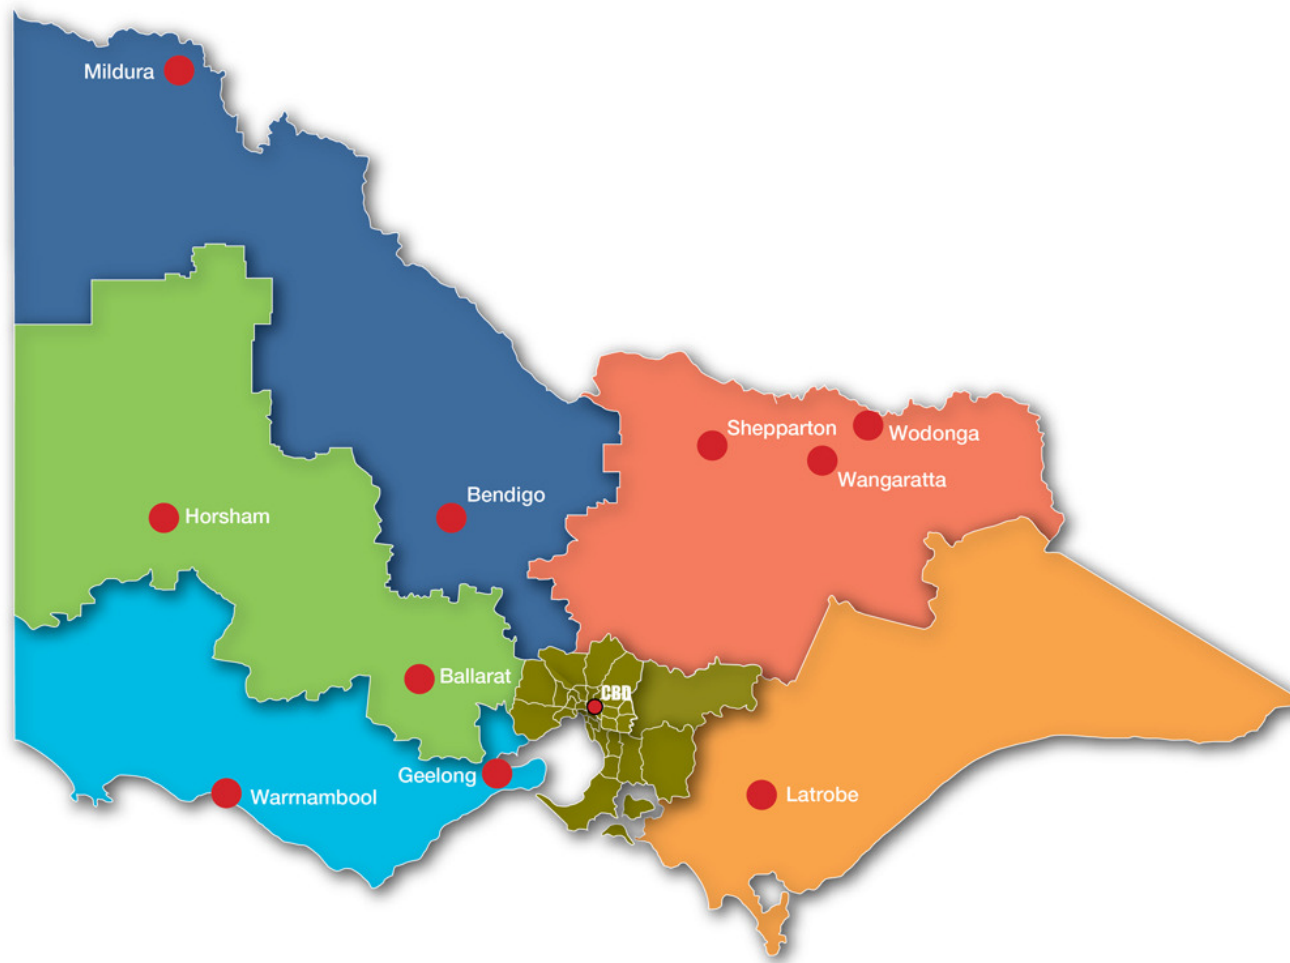 Mildura
Shepparton
Wodonga
Wangaratta
Bendigo
Horsham
Ballarat
CBD
Geelong
Warrnambool
Latrobe